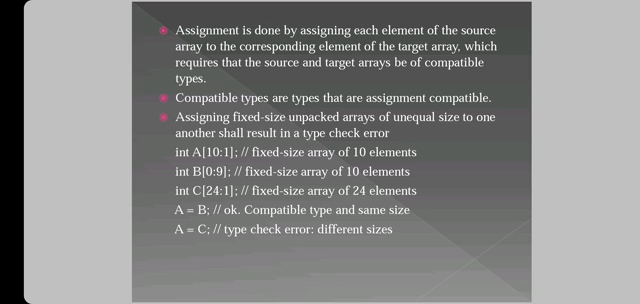 Assignment is done by assigning each element of the source
array to the corresponding element of the target array, which
requires that the source and target arrays be of compatible
types.
Compatible types are types that are assignment compatible.
Assigning fixed-size unpacked arrays of unequal size to one
another shall result in a type check error
int A[10:1]; // fixed-size array of 10 elements
int B[0:9]; // fixed-size array of 10 elements
int C[24:1]; // fixed-size array of 24 elements
A = B; // ok. Compatible type and same size
A = C; // type check error: different sizes